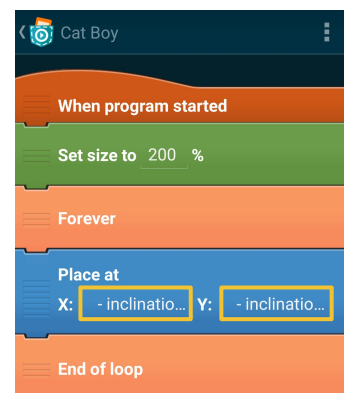 Cat Boy
When program started
Set size to 200 %
Forever
Place at
X: - inclinatio... Y: - inclinatio...
End of loop